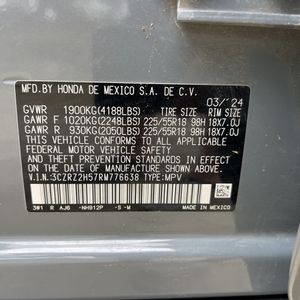 MFD.BY HONDA DE MEXICO S.A. DE C.V.
03/'24
GVWR 1900KG(4188LBS) TIRE SIZE RIM SIZE
GAWR F 1020KG(2248LBS) 225/55R18 98H 18X7.0J
GAWR R 930KG(2050LBS) 225/55R18 98H 18X7.0J
THIS VEHICLE CONFORMS TO ALL APPLICABLE
FEDERAL MOTOR VEHICLE SAFETY, BUMPER, AND
THEFT PREVENTION STANDARDS IN EFFECT ON
THE DATE OF MANUFACTURE SHOWN ABOVE.
V.I.N.:3CZRZ2H57RM776638 TYPE:MPV
3W1 R AJ6 -NH912P -S -M